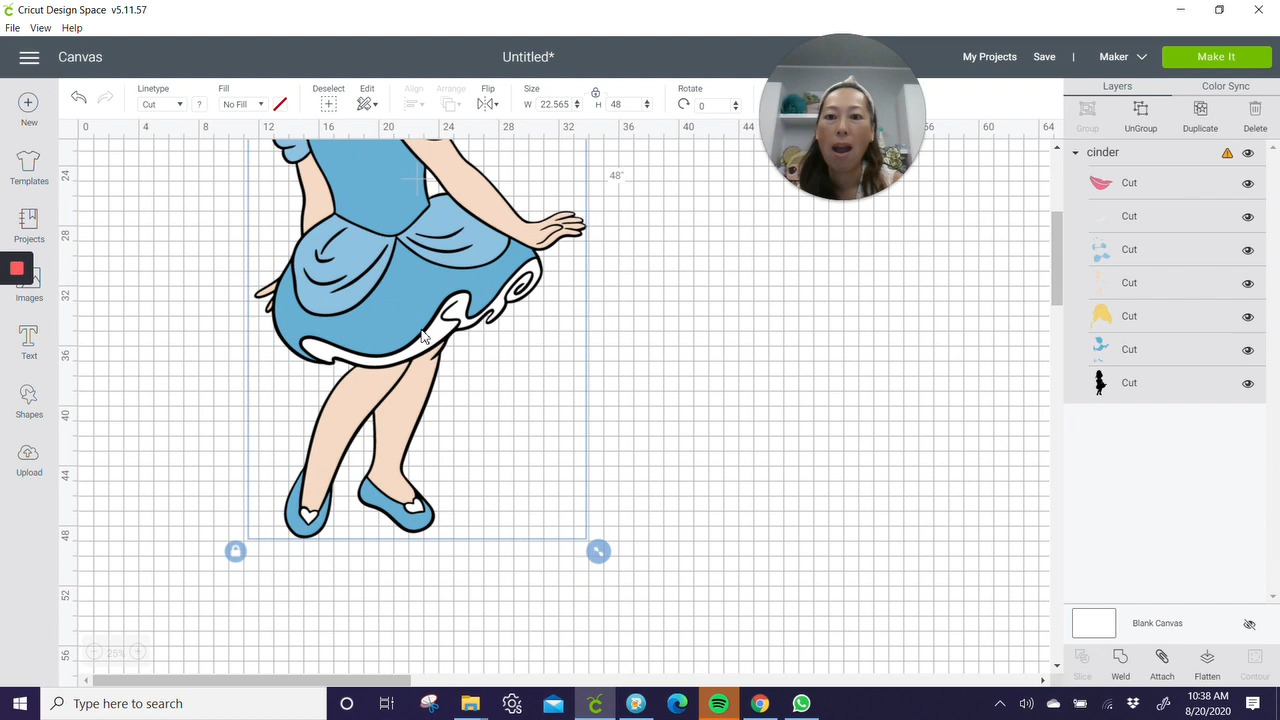 Cricut Design Space v5.11.57
File View Help
Canvas
Untitled*
My Projects Save | Maker Make It
Linetype Fill Deselect Edit Align Arrange Flip Size Rotate
Cut ? No Fill W 22.565 H 48 0
Layers Color Sync
New
Group UnGroup Duplicate Delete
0 4 8 12 16 20 24 28 32 36 40 44 56 60 64
cinder
Templates
24
48"
Cut
Cut
Projects
28
Cut
Images
32
Cut
Cut
Text
36
Cut
Cut
Shapes
40
Upload
44
48
52
56
25%
Blank Canvas
Slice Weld Attach Flatten Contour
Type here to search
10:38 AM
8/20/2020